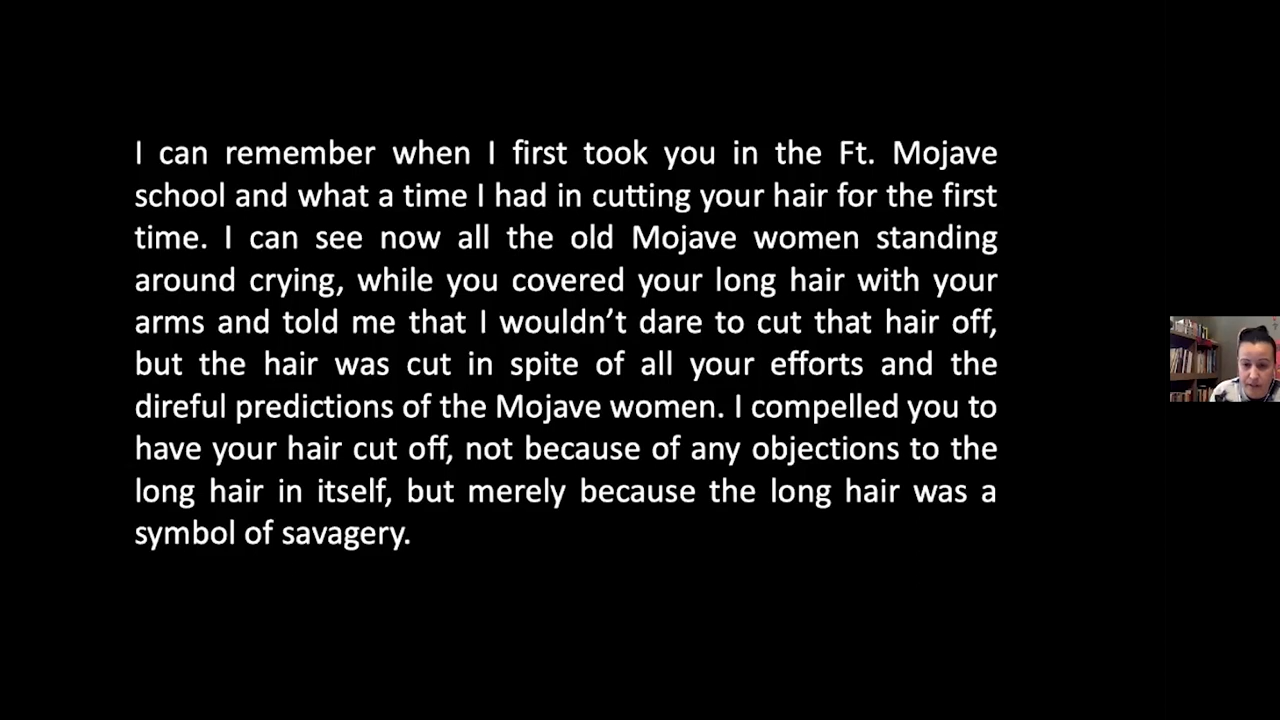 I can remember when I first took you in the Ft. Mojave
school and what a time I had in cutting your hair for the first
time. I can see now all the old Mojave women standing
around crying, while you covered your long hair with your
arms and told me that I wouldn’t dare to cut that hair off,
but the hair was cut in spite of all your efforts and the
direful predictions of the Mojave women. I compelled you to
have your hair cut off, not because of any objections to the
long hair in itself, but merely because the long hair was a
symbol of savagery.